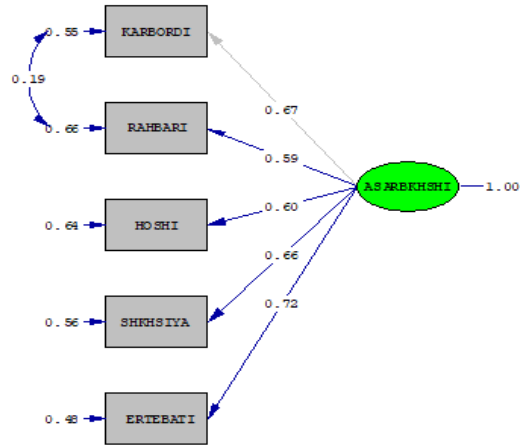 0.55 KARBORDI
0.19
0.67
0.66 RAHBARI
0.59
ASARBKHSHI 1.00
0.60
0.64 HOSHI
0.66
0.56 SHKHSIYA
0.72
0.48 ERTEBATI